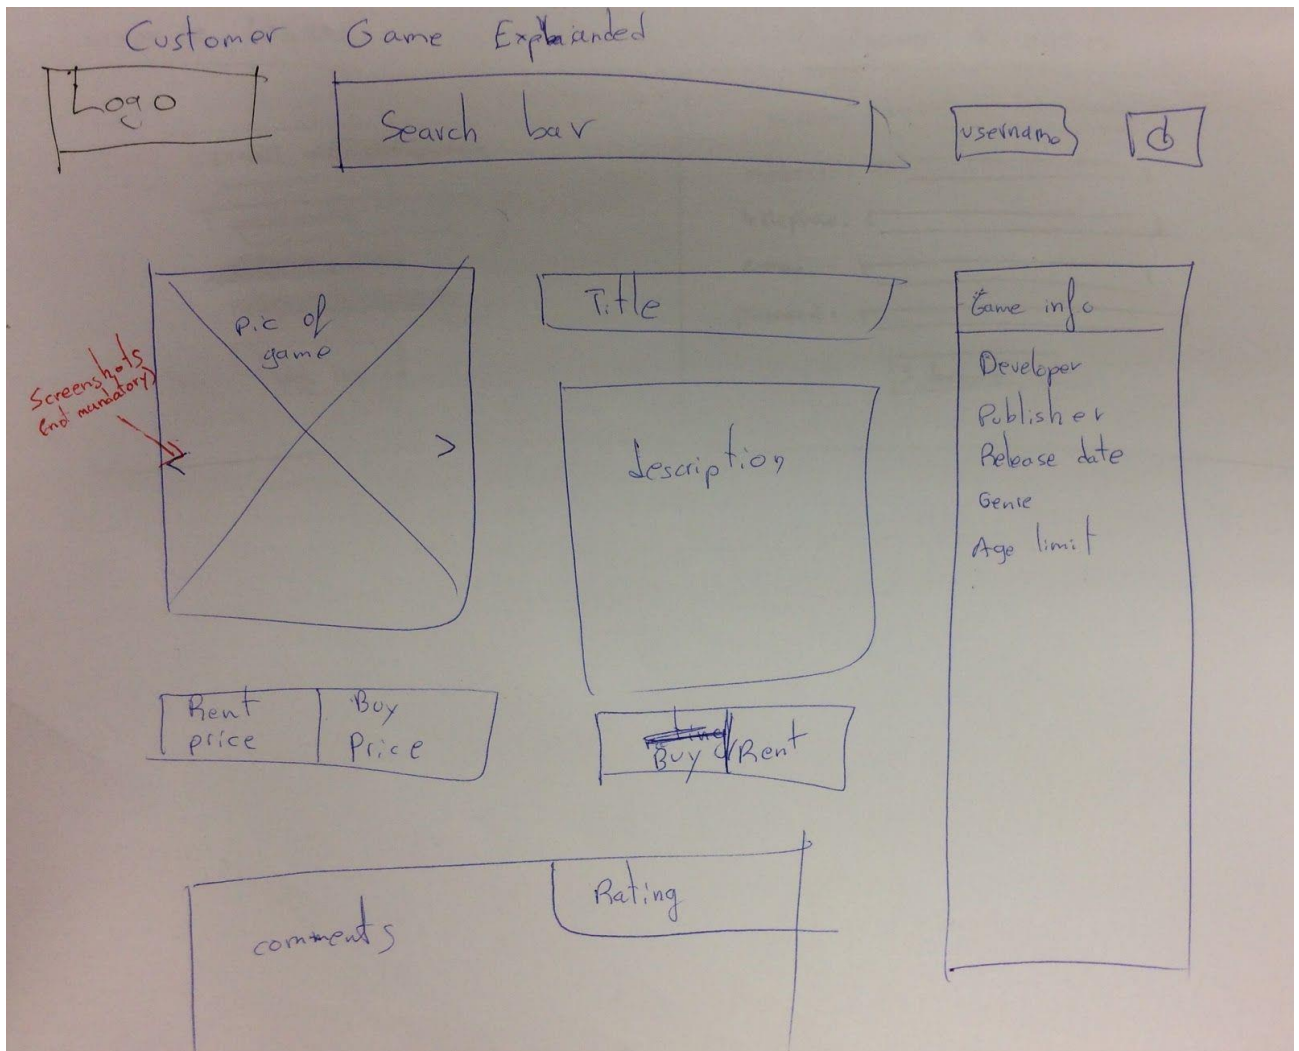 Customer Game Expanded
Logo
Search bar
username
pic of
game
Screenshots
(not mandatory)
<
>
Title
description
Game info
Developer
Publisher
Release date
Genre
Age limit
Rent
price
Buy
Price
Buy
Rent
comments
Rating